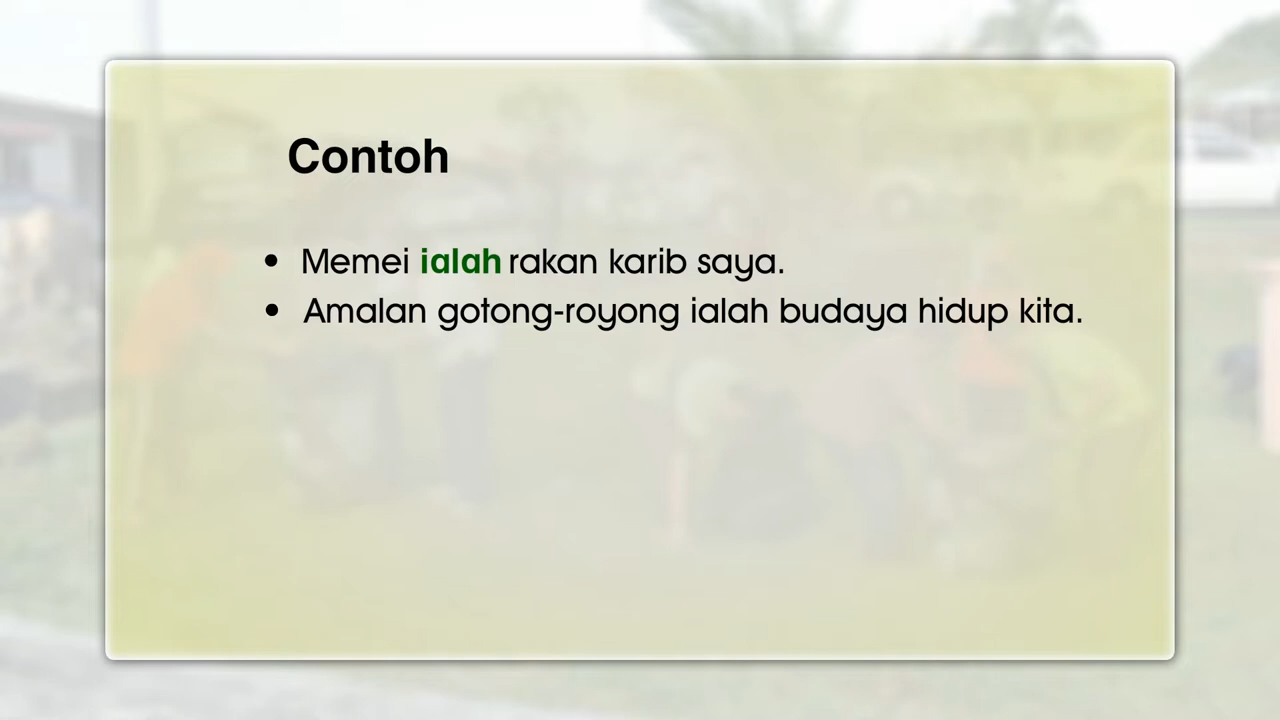 Contoh
• Memei ialah rakan karib saya.
• Amalan gotong-royong ialah budaya hidup kita.